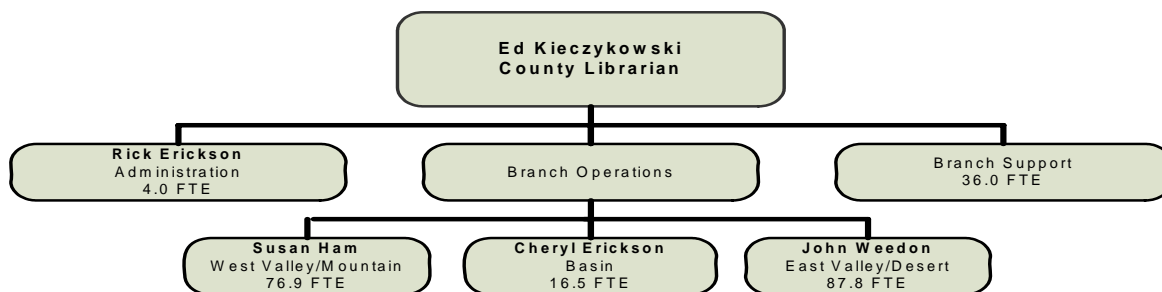 Ed Kieczykowski
County Librarian
Rick Erickson
Administration
4.0 FTE
Branch Operations
Branch Support
36.0 FTE
Susan Ham
West Valley/Mountain
76.9 FTE
Cheryl Erickson
Basin
16.5 FTE
John Weedon
East Valley/Desert
87.8 FTE